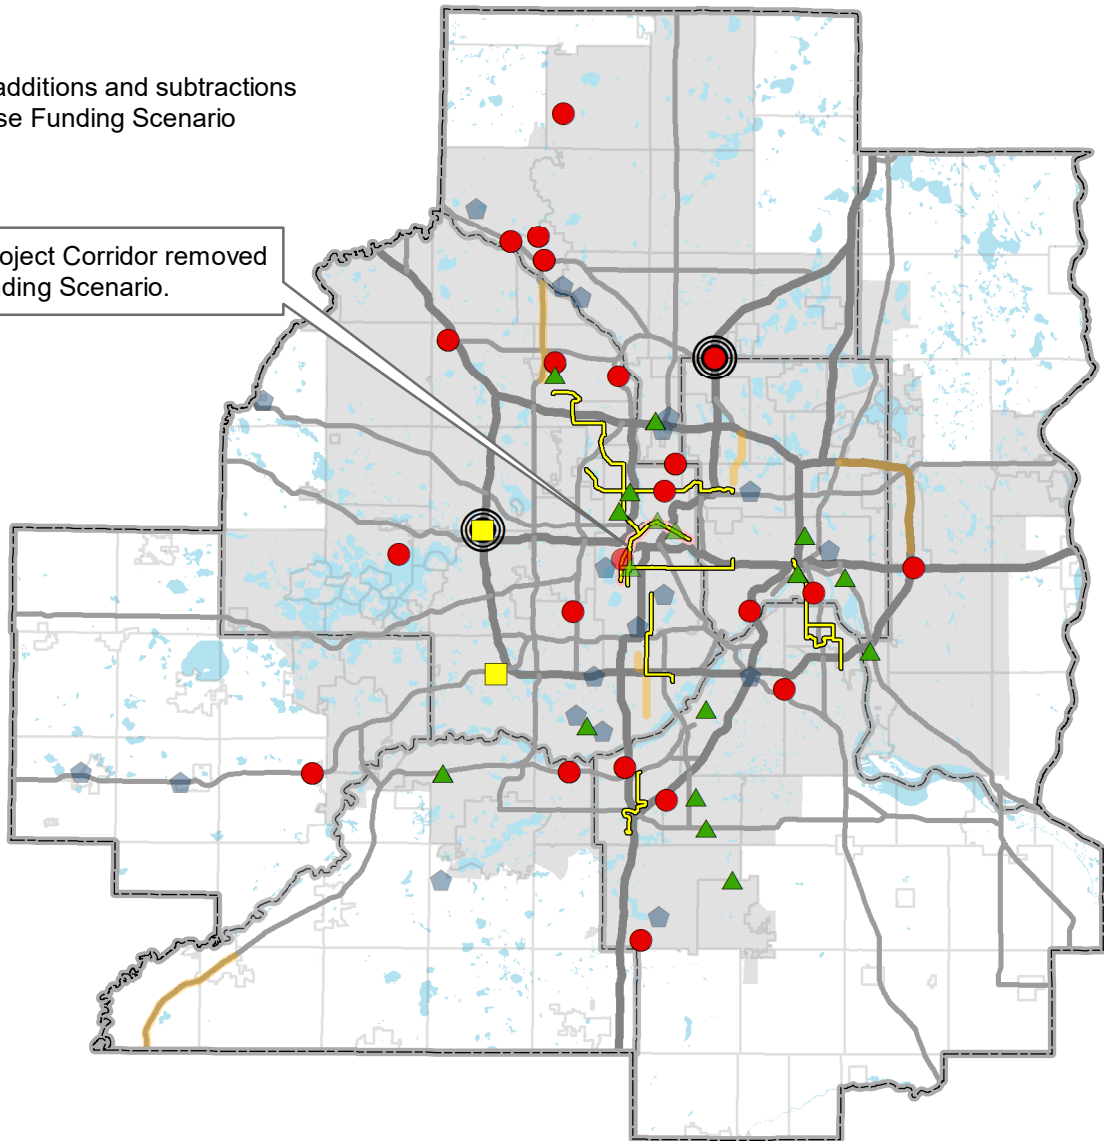 additions and subtractions
se Funding Scenario
oject Corridor removed
ding Scenario.